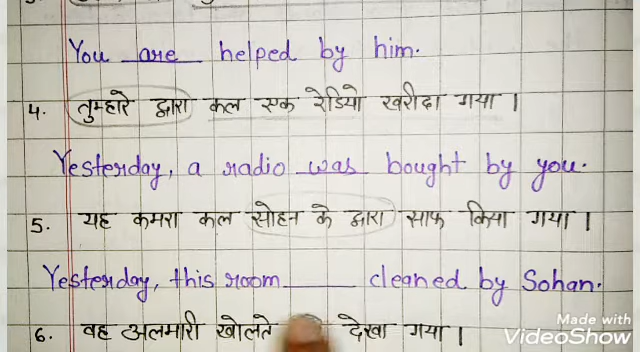 You are helped by him.
4. तुम्हारे द्वारा कल एक रेडियो खरीदा गया ।
Yesterday, a radio was bought by you.
5. यह कमरा कल सोहन के द्वारा साफ किया गया ।
Yesterday, this room ______ cleaned by Sohan.
6. वह अलमारी खोलते देखा गया ।
Made with
VideoShow